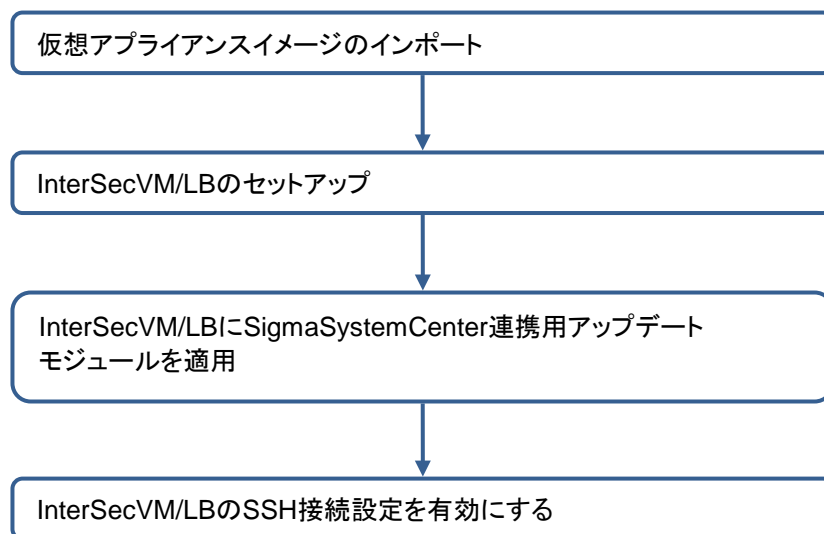 仮想アプライアンスイメージのインポート
InterSecVM/LBのセットアップ
InterSecVM/LBにSigmaSystemCenter連携用アップデート
モジュールを適用
InterSecVM/LBのSSH接続設定を有効にする